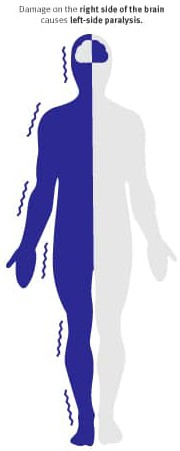 Damage on the right side of the brain
causes left-side paralysis.